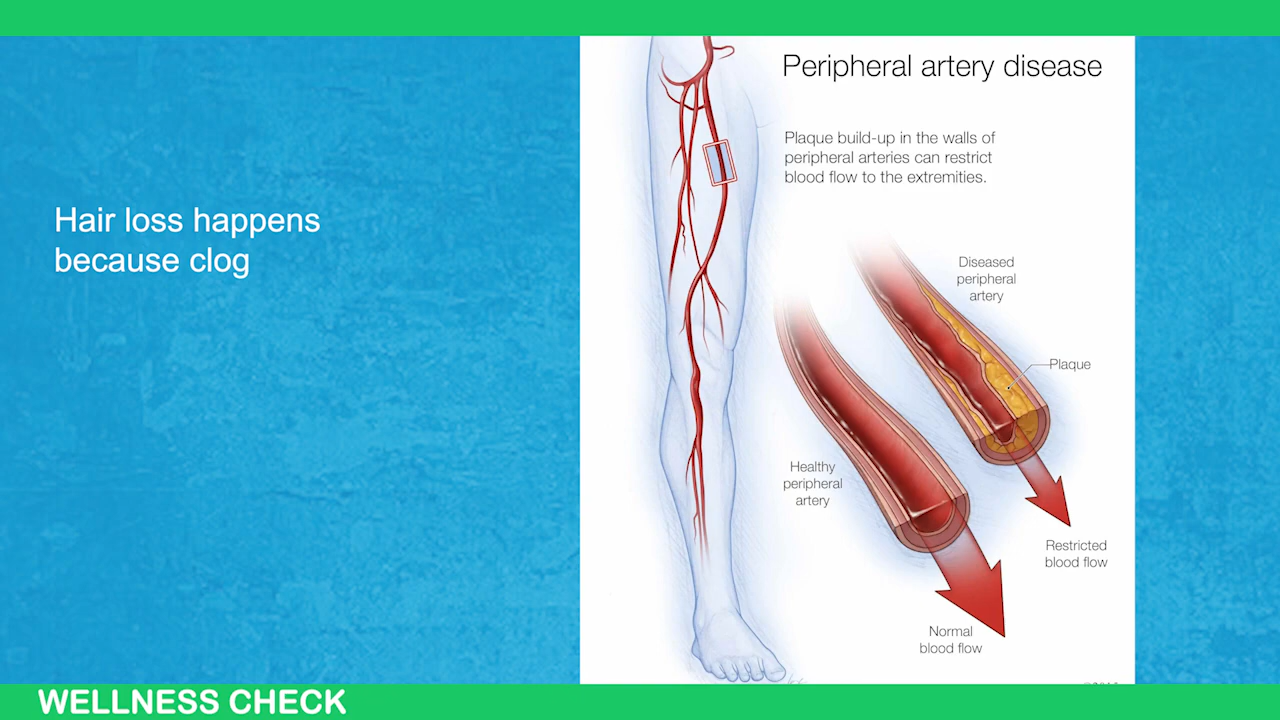 Hair loss happens
because clog
Peripheral artery disease
Plaque build-up in the walls of
peripheral arteries can restrict
blood flow to the extremities.
Diseased
peripheral
artery
Plaque
Healthy
peripheral
artery
Restricted
blood flow
Normal
blood flow
WELLNESS CHECK